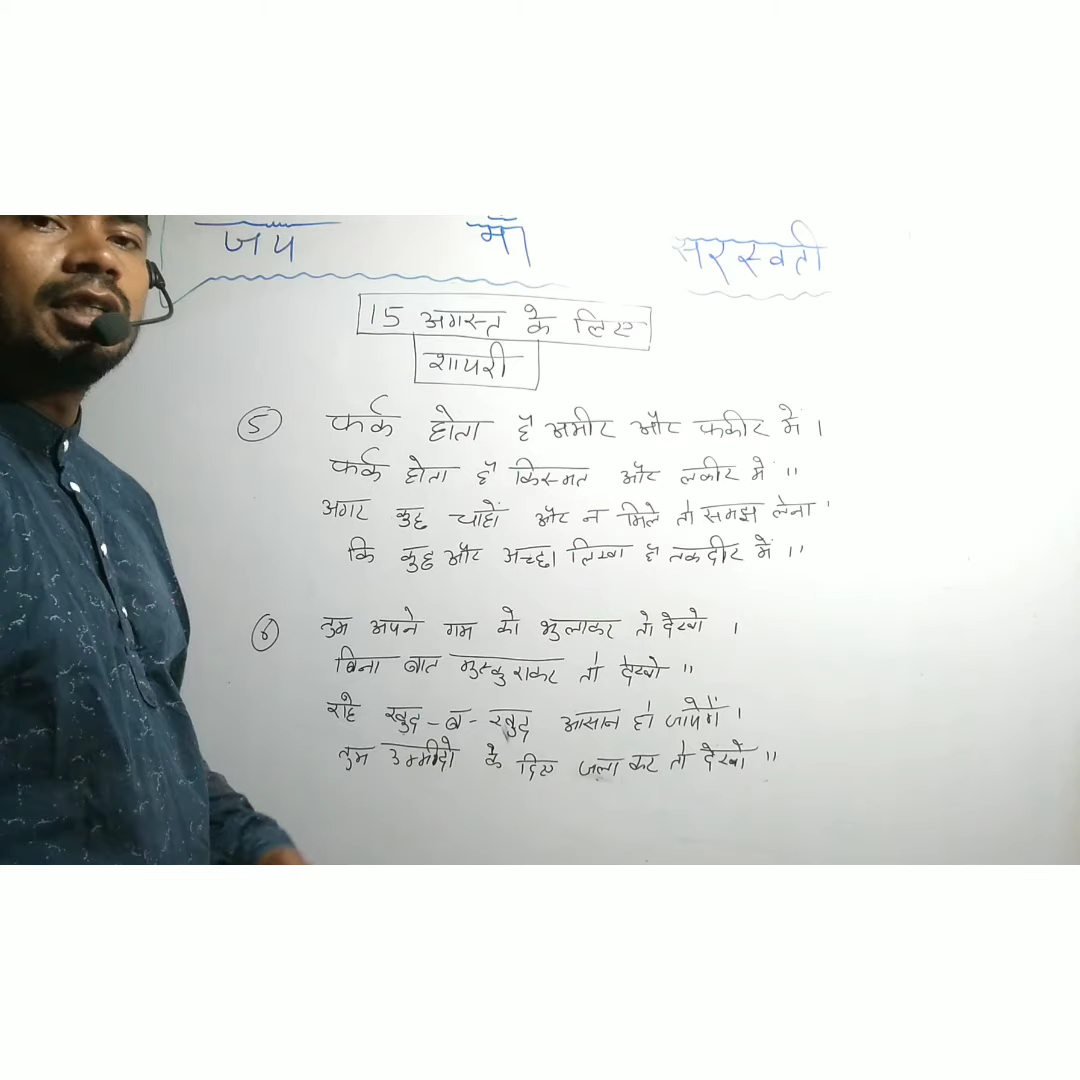 जय माँ सरस्वती
15 अगस्त के लिए
शायरी
5 फर्क होता है अमीर और फकीर में ।
फर्क होता है किस्मत और लकीर में ॥
अगर कुछ चाहों और न मिले तो समझ लेना ।
कि कुछ और अच्छा लिखा है तकदीर में ॥
6 तुम अपने गम को भुलाकर तो देखो ।
बिना बात मुस्कुराकर तो देखो ॥
राहे खुद-ब-खुद आसान हो जायेगें ।
तुम उम्मीदो के दिए जला कर तो देखो ॥